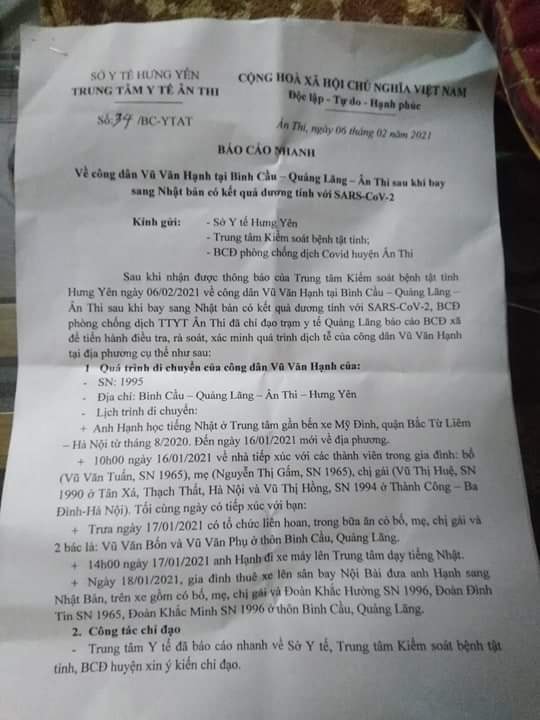 SỞ Y TẾ HƯNG YÊN
TRUNG TÂM Y TẾ ÂN THI
Số:34 /BC-YTAT
CỘNG HOÀ XÃ HỘI CHỦ NGHĨA VIỆT NAM
Độc lập - Tự do - Hạnh phúc
Ân Thi, ngày 06 tháng 02 năm 2021
BÁO CÁO NHANH
Về công dân Vũ Văn Hạnh tại Bình Cầu – Quảng Lãng – Ân Thi sau khi bay
sang Nhật bản có kết quả dương tính với SARS-CoV-2
Kính gửi: - Sở Y tế Hưng Yên
- Trung tâm Kiểm soát bệnh tật tỉnh;
- BCĐ phòng chống dịch Covid huyện Ân Thi
Sau khi nhận được thông báo của Trung tâm Kiểm soát bệnh tật tỉnh
Hưng Yên ngày 06/02/2021 về công dân Vũ Văn Hạnh tại Bình Cầu – Quảng Lãng –
Ân Thi sau khi bay sang Nhật bản có kết quả dương tính với SARS-CoV-2, BCĐ
phòng chống dịch TTYT Ân Thi đã chỉ đạo trạm y tế Quảng Lãng báo cáo BCĐ xã
để tiến hành điều tra, rà soát, xác minh quá trình dịch tễ của công dân Vũ Văn Hạnh
tại địa phương cụ thể như sau:
1 Quá trình di chuyển của công dân Vũ Văn Hạnh của:
- SN: 1995
- Địa chỉ: Bình Cầu – Quảng Lãng – Ân Thi – Hưng Yên
- Lịch trình di chuyển:
+ Anh Hạnh học tiếng Nhật ở Trung tâm gần bến xe Mỹ Đình, quận Bắc Từ Liêm
– Hà Nội từ tháng 8/2020. Đến ngày 16/01/2021 mới về địa phương.
+ 10h00 ngày 16/01/2021 về nhà tiếp xúc với các thành viên trong gia đình: bố
(Vũ Văn Tuấn, SN 1965), mẹ (Nguyễn Thị Gấm, SN 1965), chị gái (Vũ Thị Huệ, SN
1990 ở Tân Xá, Thạch Thất, Hà Nội và Vũ Thị Hồng, SN 1994 ở Thành Công – Ba
Đình-Hà Nội). Tối cùng ngày có tiếp xúc với bạn:
+ Trưa ngày 17/01/2021 có tổ chức liên hoan, trong bữa ăn có bố, mẹ, chị gái và
2 bác là: Vũ Văn Bốn và Vũ Văn Phụ ở thôn Bình Cầu, Quảng Lãng.
+ 14h00 ngày 17/01/2021 anh Hạnh đi xe máy lên Trung tâm dạy tiếng Nhật.
+ Ngày 18/01/2021, gia đình thuê xe lên sân bay Nội Bài đưa anh Hạnh sang
Nhật Bản, trên xe gồm có bố, mẹ, chị gái và Đoàn Khắc Hường SN 1996, Đoàn Đình
Tin SN 1965, Đoàn Khắc Minh SN 1996 ở thôn Bình Cầu, Quảng Lãng.
2. Công tác chỉ đạo
- Trung tâm Y tế đã báo cáo nhanh về Sở Y tế, Trung tâm Kiểm soát bệnh tật
tỉnh, BCĐ huyện xin ý kiến chỉ đạo.